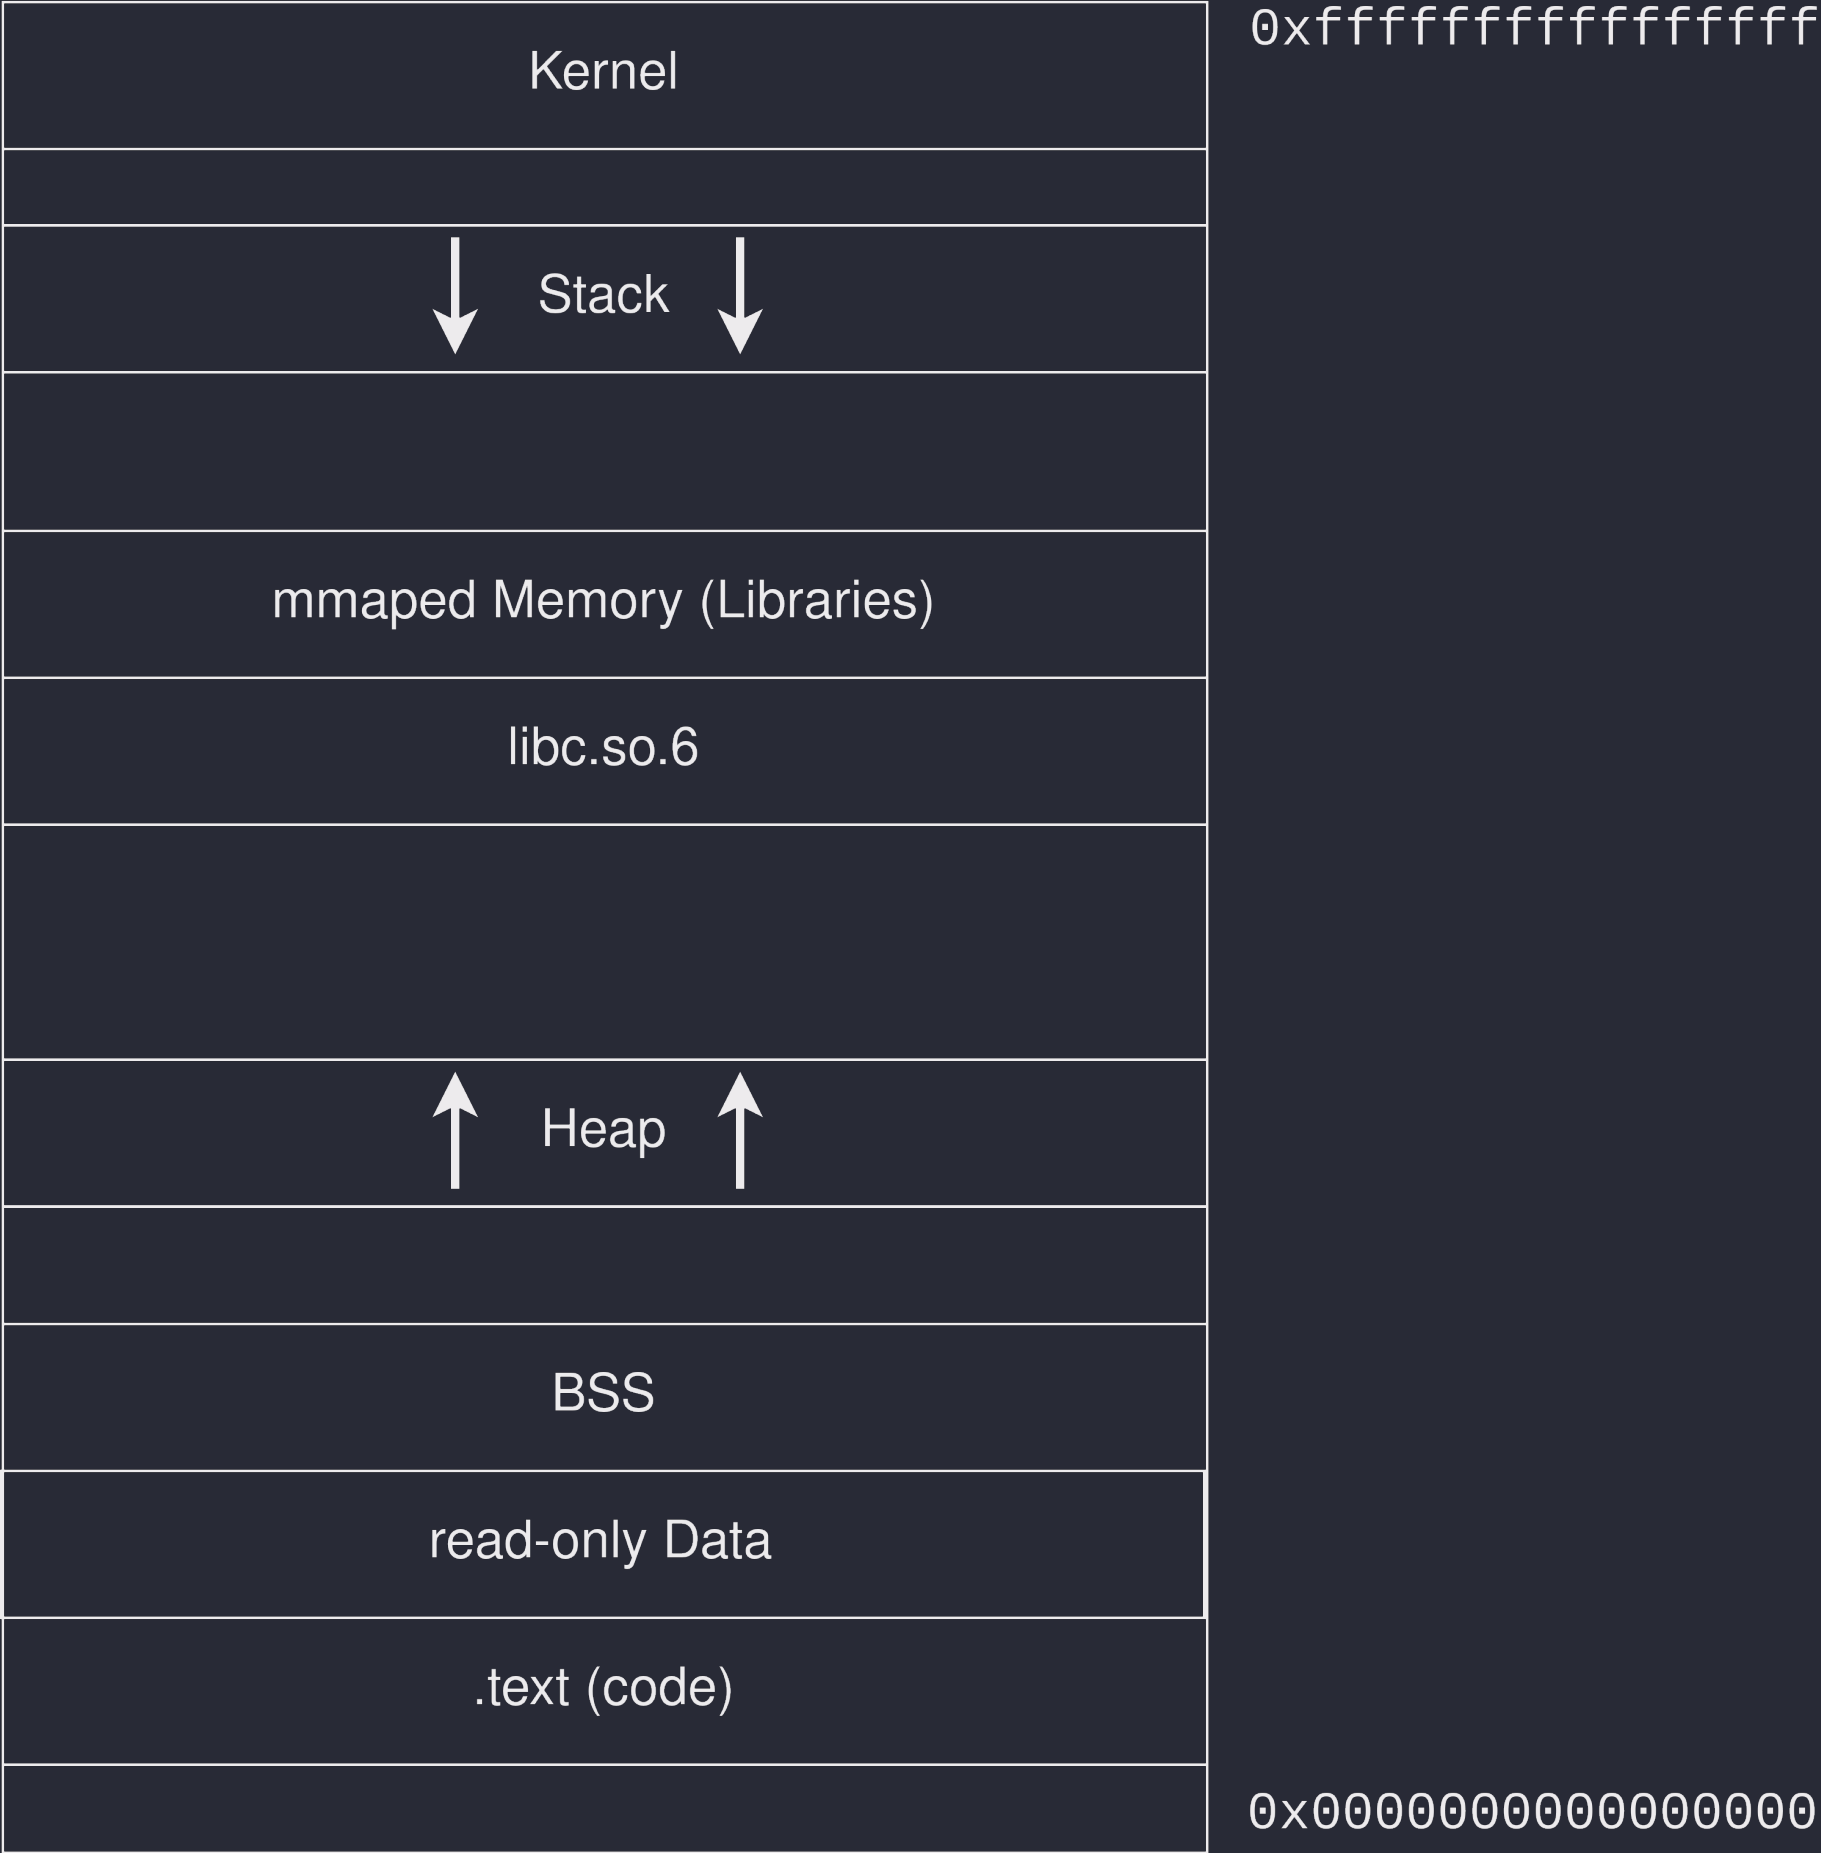 Kernel
0xffffffffffffffff
Stack
mmaped Memory (Libraries)
libc.so.6
Heap
BSS
read-only Data
.text (code)
0x0000000000000000